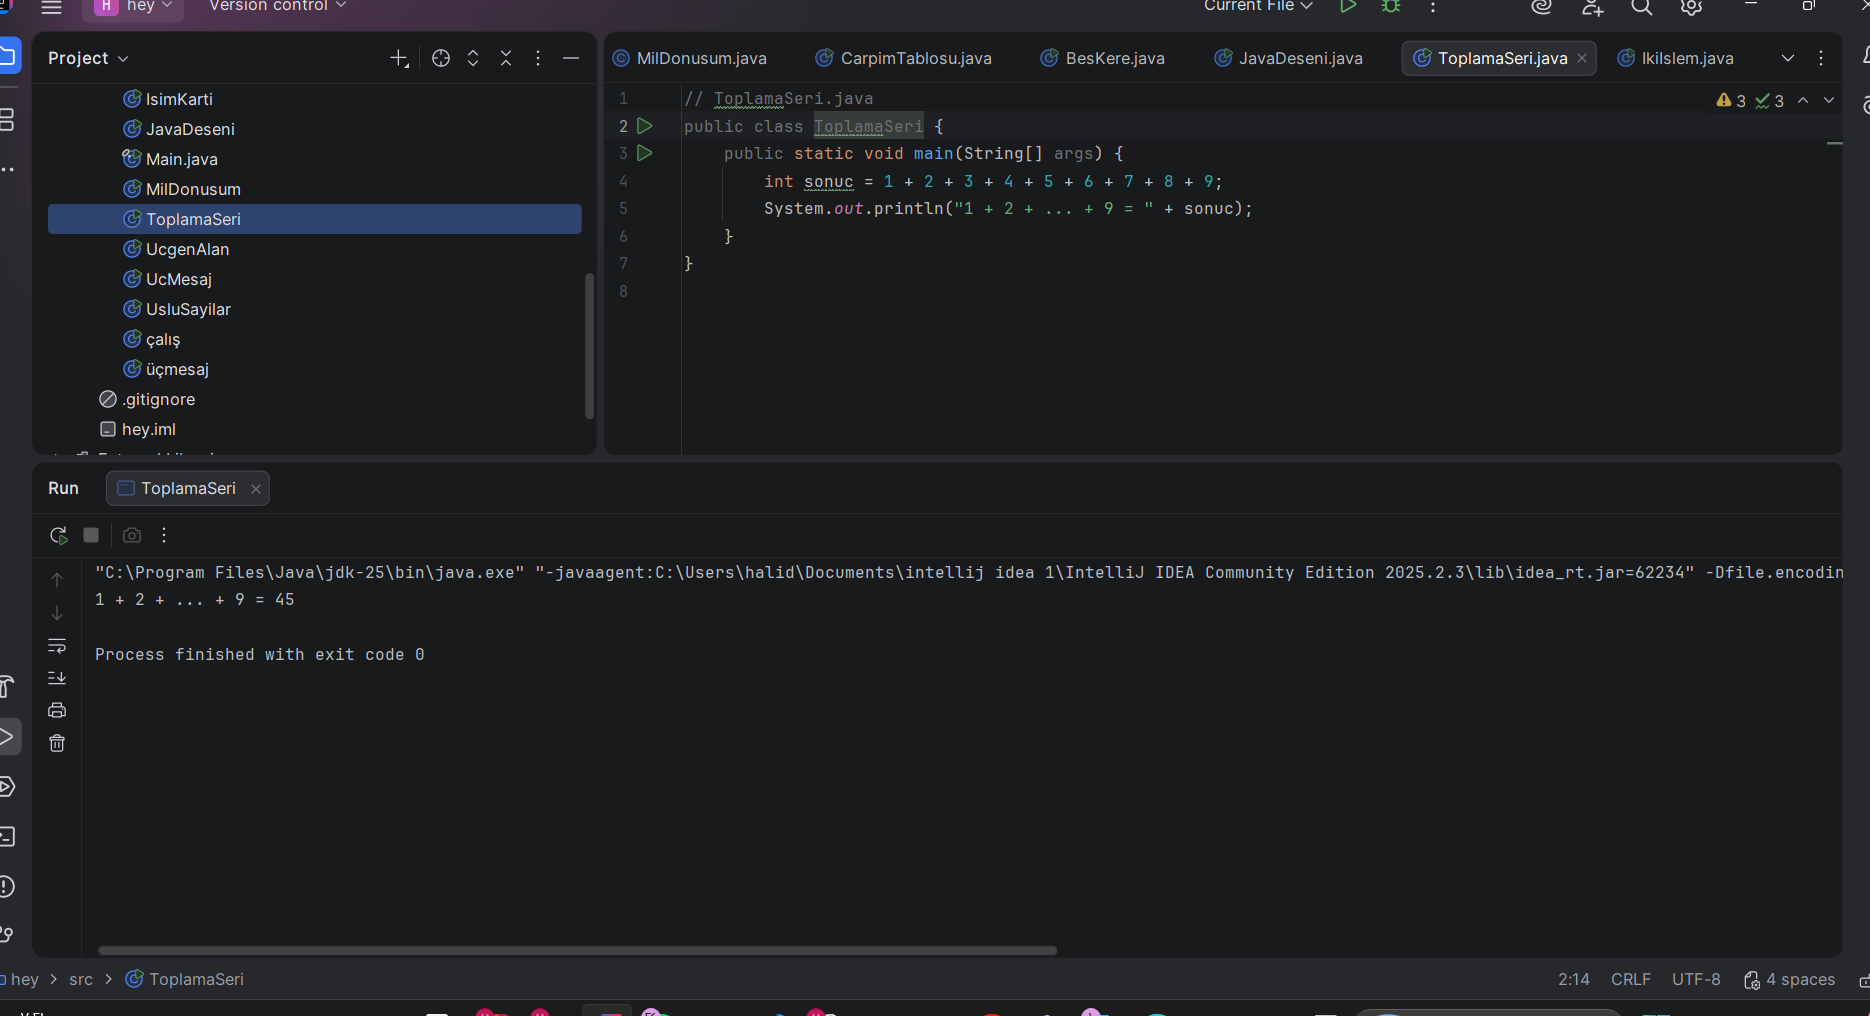 H hey Version control Current File
Project
MilDonusum.java CarpimTablosu.java BesKere.java JavaDeseni.java ToplamaSeri.java IkiIslem.java
IsimKarti
JavaDeseni
Main.java
MilDonusum
ToplamaSeri
UcgenAlan
UcMesaj
UsluSayilar
çalış
üçmesaj
.gitignore
hey.iml
3 3
1 // ToplamaSeri.java
2 public class ToplamaSeri {
3 public static void main(String[] args) {
4 int sonuc = 1 + 2 + 3 + 4 + 5 + 6 + 7 + 8 + 9;
5 System.out.println("1 + 2 + ... + 9 = " + sonuc);
6 }
7 }
8
Run ToplamaSeri
"C:\Program Files\Java\jdk-25\bin\java.exe" "-javaagent:C:\Users\halid\Documents\intellij idea 1\IntelliJ IDEA Community Edition 2025.2.3\lib\idea_rt.jar=62234" -Dfile.encodin
1 + 2 + ... + 9 = 45
Process finished with exit code 0
hey > src > ToplamaSeri 2:14 CRLF UTF-8 4 spaces